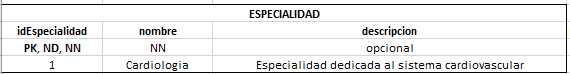 ESPECIALIDAD
idEspecialidad nombre descripcion
PK, ND, NN NN opcional
1 Cardiologia Especialidad dedicada al sistema cardiovascular